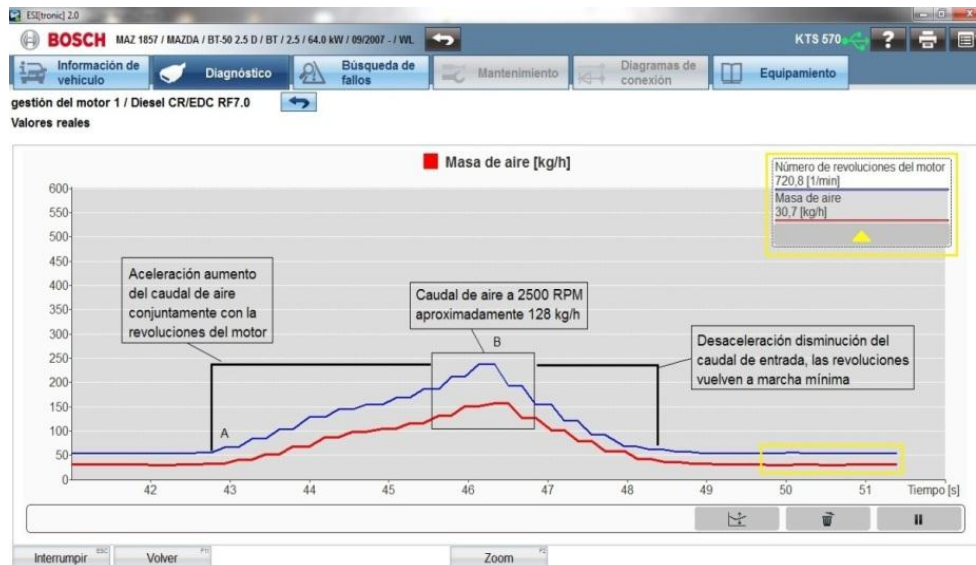 ESI[tronic] 2.0
BOSCH MAZ 1857 / MAZDA / BT-50 2.5 D / BT / 2.5 / 64.0 kW / 09/2007 - / WL KTS 570 ?
Información de
vehículo
Diagnóstico
Búsqueda de
fallos
Mantenimiento
Diagramas de
conexión
Equipamiento
gestión del motor 1 / Diesel CR/EDC RF7.0
Valores reales
Masa de aire [kg/h]
Número de revoluciones del motor
720,8 [1/min]
Masa de aire
30,7 [kg/h]
600
550
500
450
400
350
300
250
200
150
100
50
0
Aceleración aumento
del caudal de aire
conjuntamente con la
revoluciones del motor
Caudal de aire a 2500 RPM
aproximadamente 128 kg/h
B
Desaceleración disminución del
caudal de entrada, las revoluciones
vuelven a marcha mínima
A
42 43 44 45 46 47 48 49 50 51 Tiempo [s]
Interrumpir ESC
Volver F11
Zoom F2